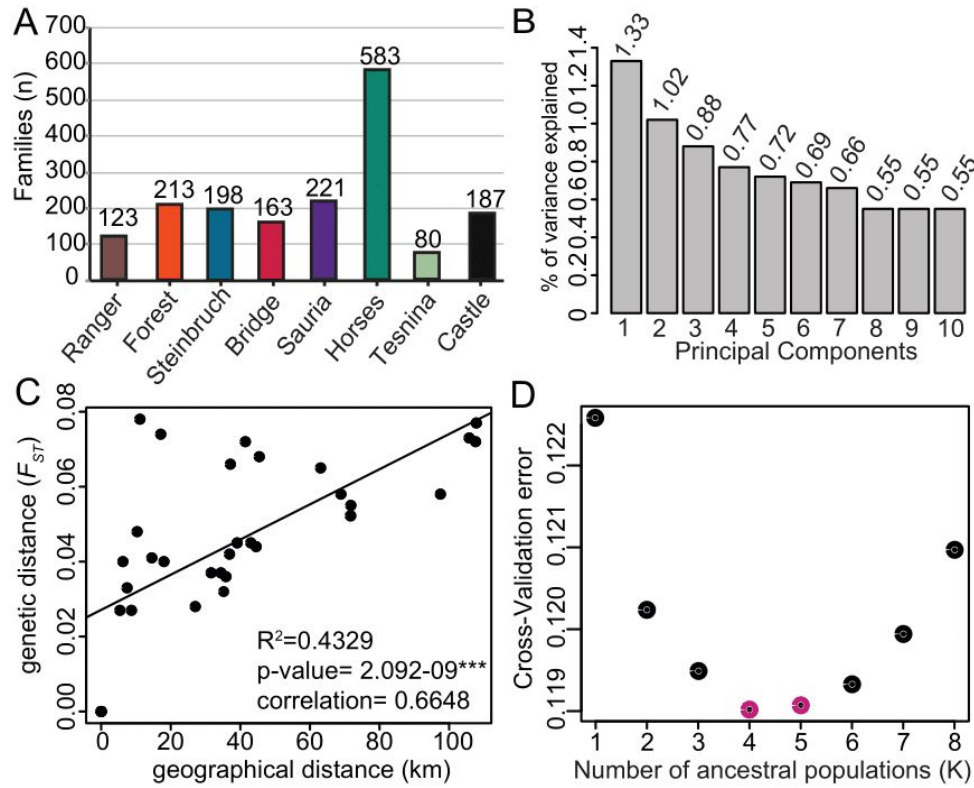 A
Families (n)
700
600
500
400
300
200
100
0
123
213
198
163
221
583
80
187
Ranger
Forest
Steinbruch
Bridge
Sauria
Horses
Tesnina
Castle
B
% of variance explained
0 0.2 0.4 0.6 0.8 1.0 1.2 1.4
1.33
1.02
0.88
0.77
0.72
0.69
0.66
0.55
0.55
0.55
1 2 3 4 5 6 7 8 9 10
Principal Components
C
genetic distance (FST)
0.00 0.02 0.04 0.06 0.08
R²=0.4329
p-value= 2.092-09***
correlation= 0.6648
0 20 40 60 80 100
geographical distance (km)
D
Cross-Validation error
0.119 0.120 0.121 0.122
1 2 3 4 5 6 7 8
Number of ancestral populations (K)